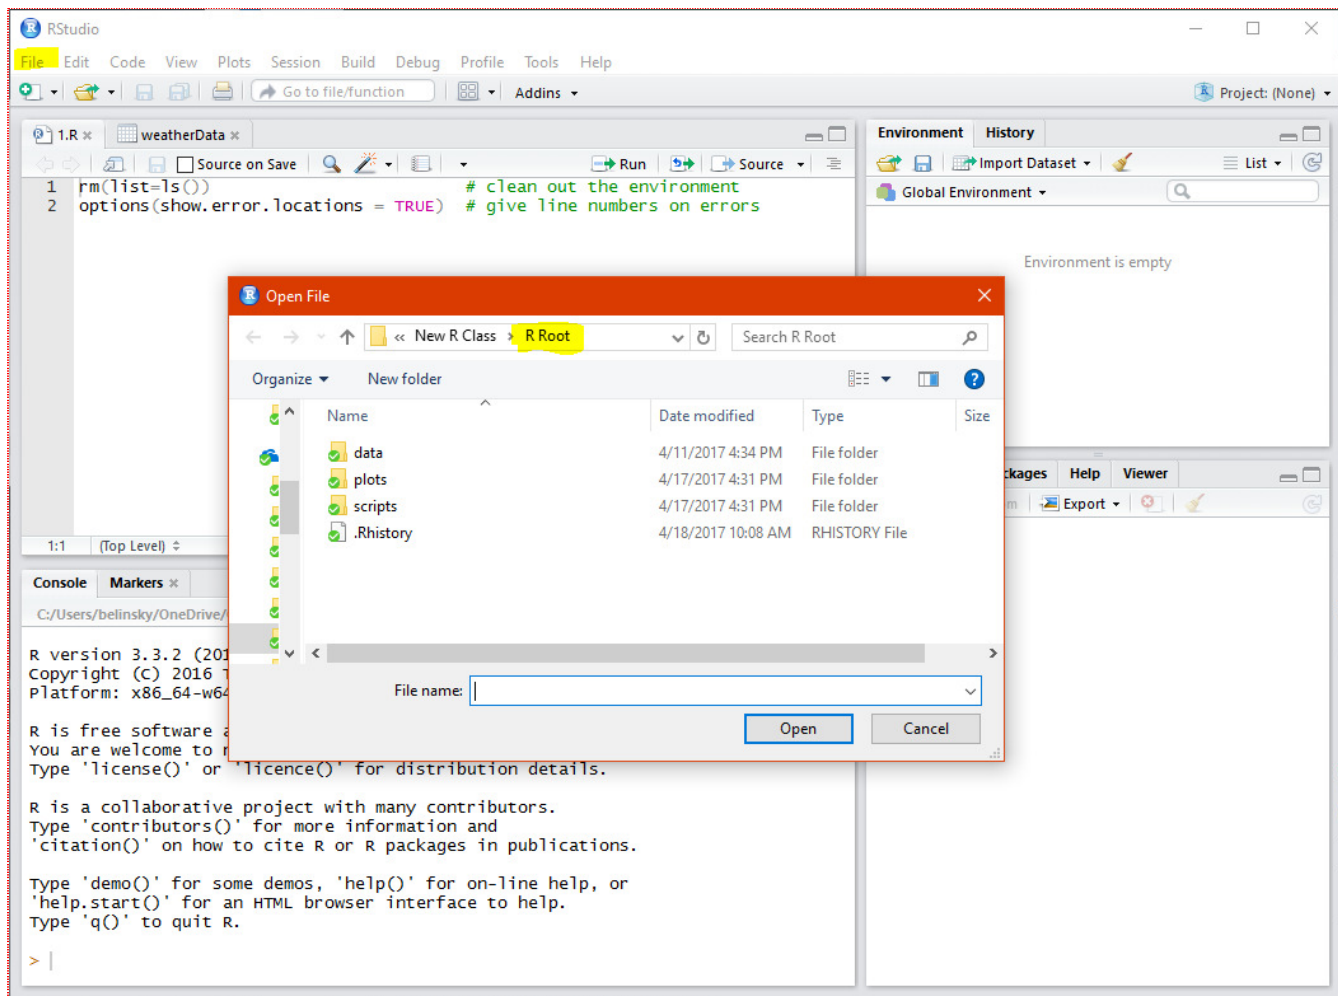 RStudio
File Edit Code View Plots Session Build Debug Profile Tools Help
Go to file/function Addins Project: (None)
1.R weatherData
Source on Save Run Source
1 rm(list=ls()) # clean out the environment
2 options(show.error.locations = TRUE) # give line numbers on errors
1:1 (Top Level)
Environment History
Import Dataset List
Global Environment
Environment is empty
Open File
« New R Class > R Root Search R Root
Organize New folder
Name Date modified Type Size
data 4/11/2017 4:34 PM File folder
plots 4/17/2017 4:31 PM File folder
scripts 4/17/2017 4:31 PM File folder
.Rhistory 4/18/2017 10:08 AM RHISTORY File
File name:
Open Cancel
ckages Help Viewer
Export
Console Markers
C:/Users/belinsky/OneDrive/
R version 3.3.2 (201
Copyright (C) 2016 T
Platform: x86_64-w64
R is free software a
You are welcome to r
Type 'license()' or 'licence()' for distribution details.
R is a collaborative project with many contributors.
Type 'contributors()' for more information and
'citation()' on how to cite R or R packages in publications.
Type 'demo()' for some demos, 'help()' for on-line help, or
'help.start()' for an HTML browser interface to help.
Type 'q()' to quit R.
>